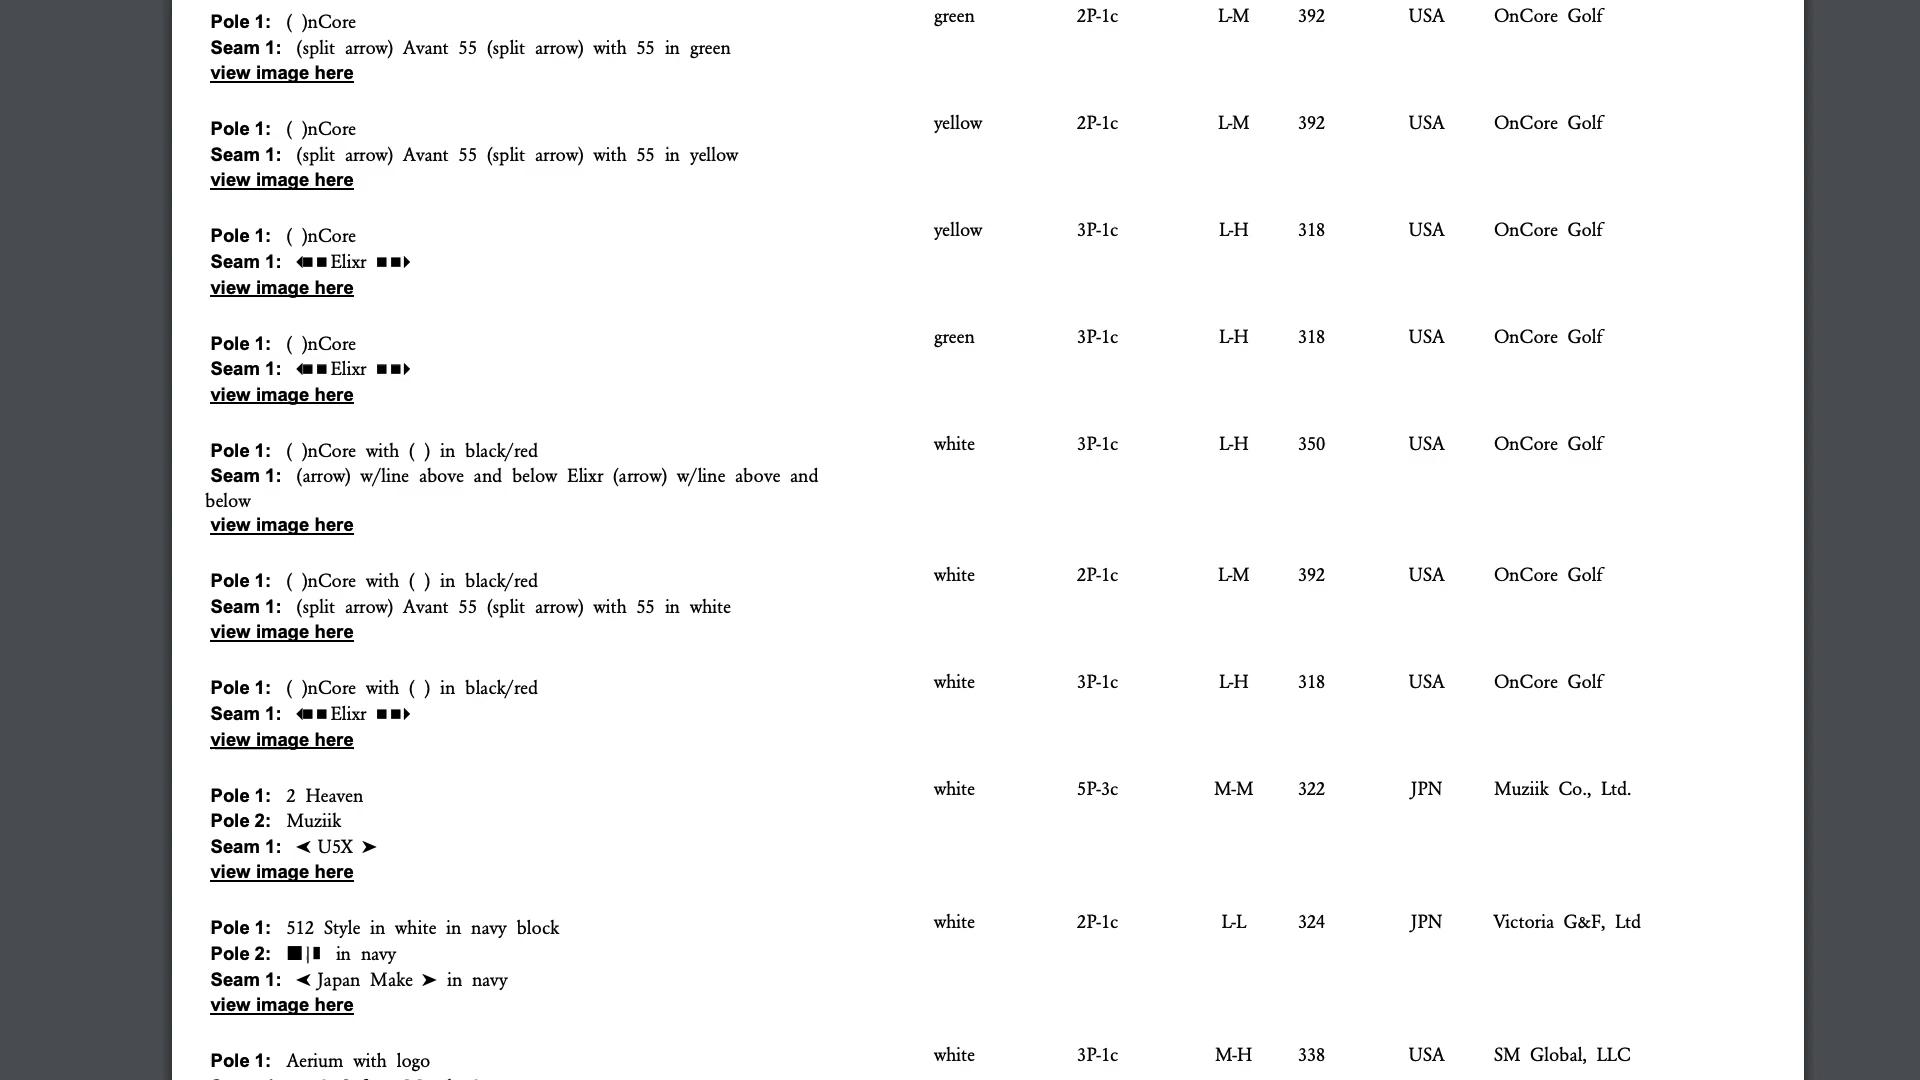 Pole 1: ( )nCore green 2P-1c L-M 392 USA OnCore Golf
Seam 1: (split arrow) Avant 55 (split arrow) with 55 in green
view image here
Pole 1: ( )nCore yellow 2P-1c L-M 392 USA OnCore Golf
Seam 1: (split arrow) Avant 55 (split arrow) with 55 in yellow
view image here
Pole 1: ( )nCore yellow 3P-1c L-H 318 USA OnCore Golf
Seam 1: ◀■ ■ Elixr ■ ■▶
view image here
Pole 1: ( )nCore green 3P-1c L-H 318 USA OnCore Golf
Seam 1: ◀■ ■ Elixr ■ ■▶
view image here
Pole 1: ( )nCore with ( ) in black/red white 3P-1c L-H 350 USA OnCore Golf
Seam 1: (arrow) w/line above and below Elixr (arrow) w/line above and
below
view image here
Pole 1: ( )nCore with ( ) in black/red white 2P-1c L-M 392 USA OnCore Golf
Seam 1: (split arrow) Avant 55 (split arrow) with 55 in white
view image here
Pole 1: ( )nCore with ( ) in black/red white 3P-1c L-H 318 USA OnCore Golf
Seam 1: ◀■ ■ Elixr ■ ■▶
view image here
Pole 1: 2 Heaven white 5P-3c M-M 322 JPN Muziik Co., Ltd.
Pole 2: Muziik
Seam 1: ➤ U5X ➤
view image here
Pole 1: 512 Style in white in navy block white 2P-1c L-L 324 JPN Victoria G&F, Ltd
Pole 2: ■|▮ in navy
Seam 1: ➤ Japan Make ➤ in navy
view image here
Pole 1: Aerium with logo white 3P-1c M-H 338 USA SM Global, LLC